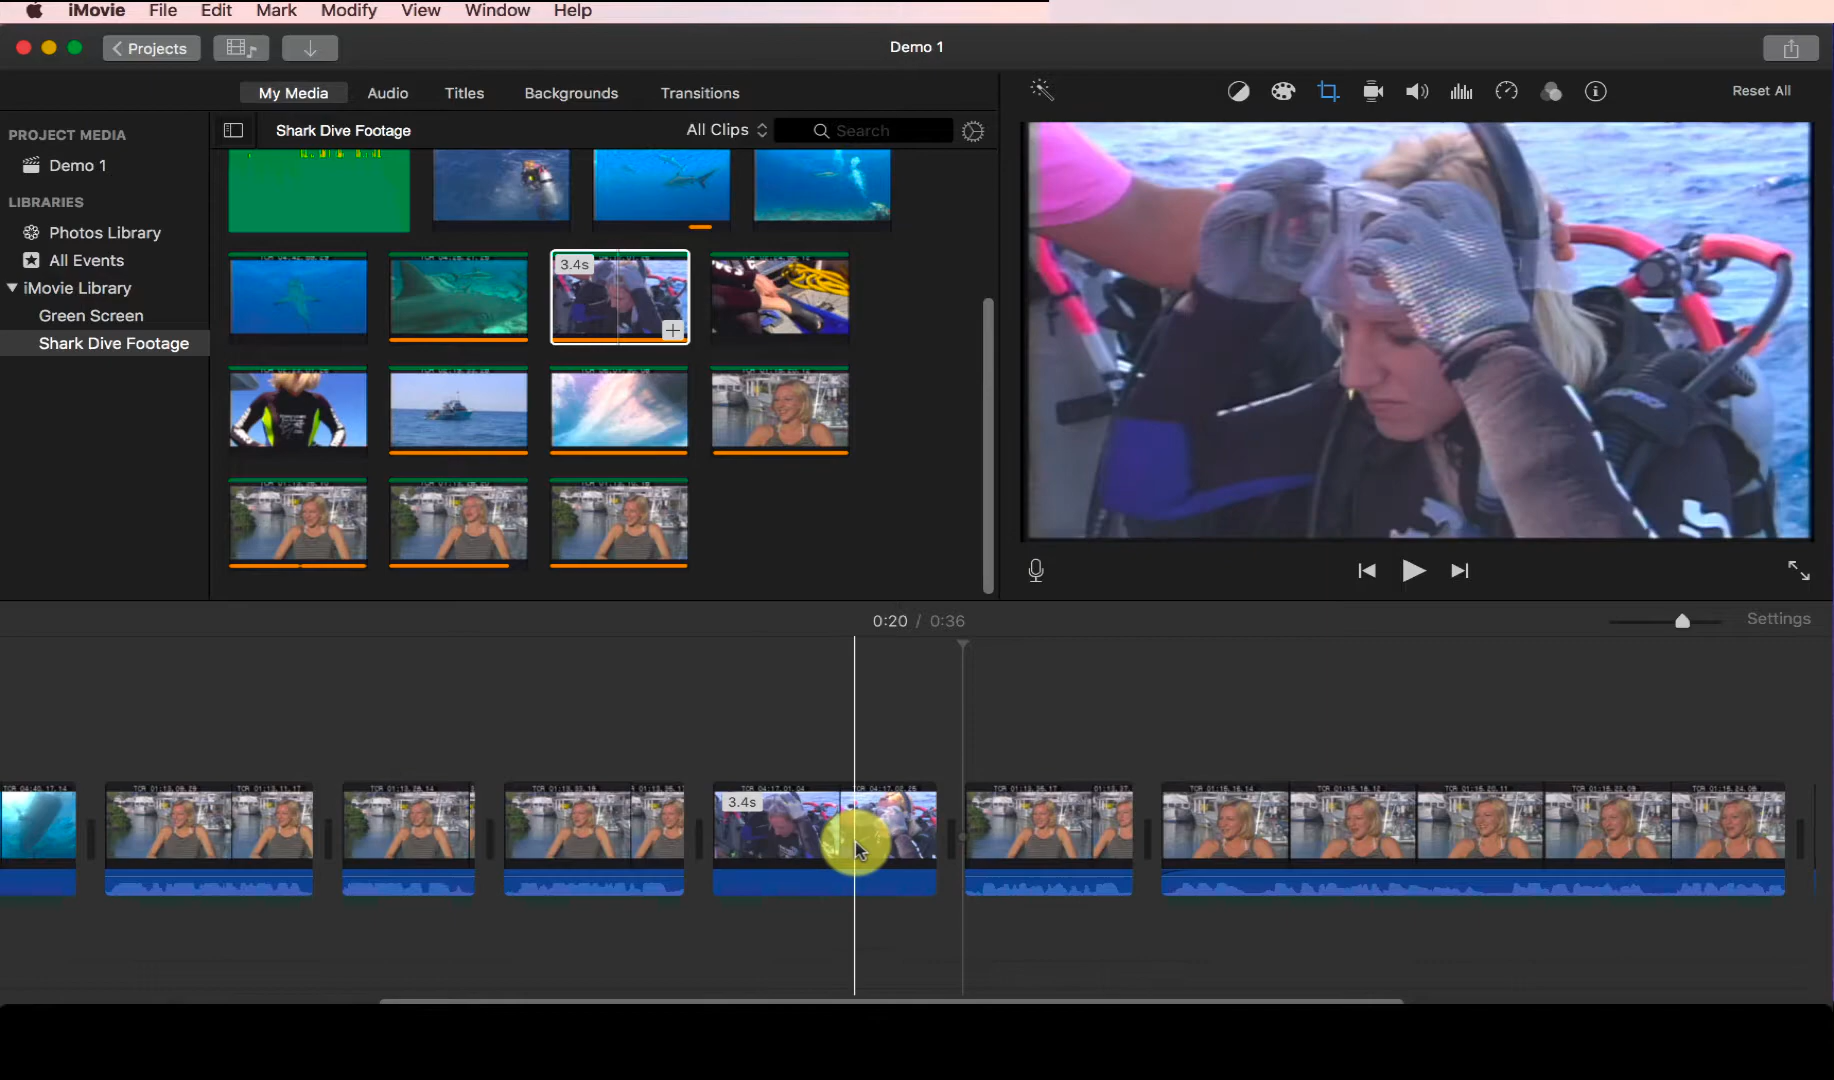 iMovie File Edit Mark Modify View Window Help
Projects
Demo 1
My Media Audio Titles Backgrounds Transitions
Reset All
PROJECT MEDIA
Demo 1
LIBRARIES
Photos Library
All Events
iMovie Library
Green Screen
Shark Dive Footage
Shark Dive Footage
All Clips
Search
3.4s
0:20 / 0:36
Settings
3.4s